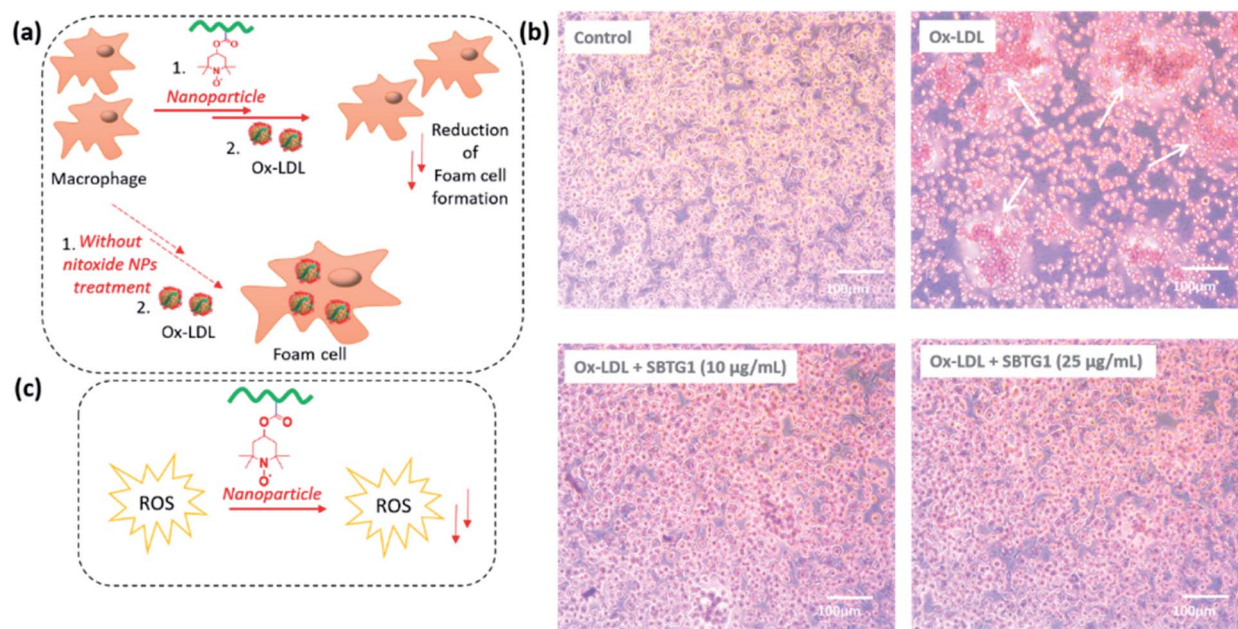 (a)
1.
O
O
N
O·
Nanoparticle
2.
Ox-LDL
Macrophage
Reduction
of
Foam cell
formation
1. Without
nitoxide NPs
treatment
2.
Ox-LDL
Foam cell
(b)
Control
100µm
Ox-LDL
100µm
Ox-LDL + SBTG1 (10 µg/mL)
100µm
Ox-LDL + SBTG1 (25 µg/mL)
100µm
(c)
O
O
N
O·
ROS
Nanoparticle
ROS